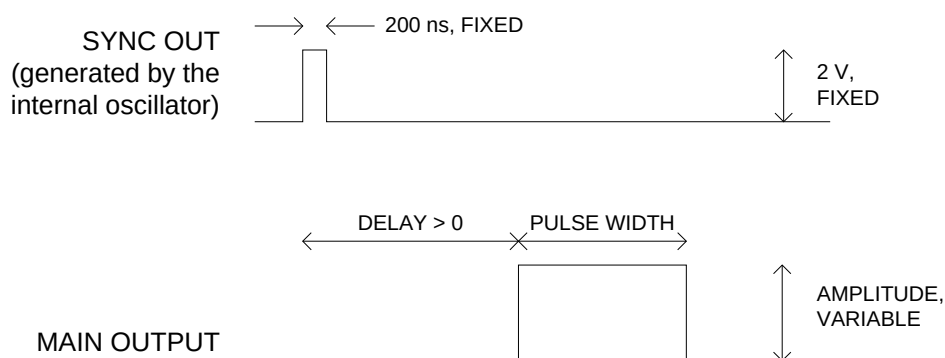 200 ns, FIXED
SYNC OUT
(generated by the
internal oscillator)
2 V,
FIXED
DELAY > 0
PULSE WIDTH
AMPLITUDE,
VARIABLE
MAIN OUTPUT